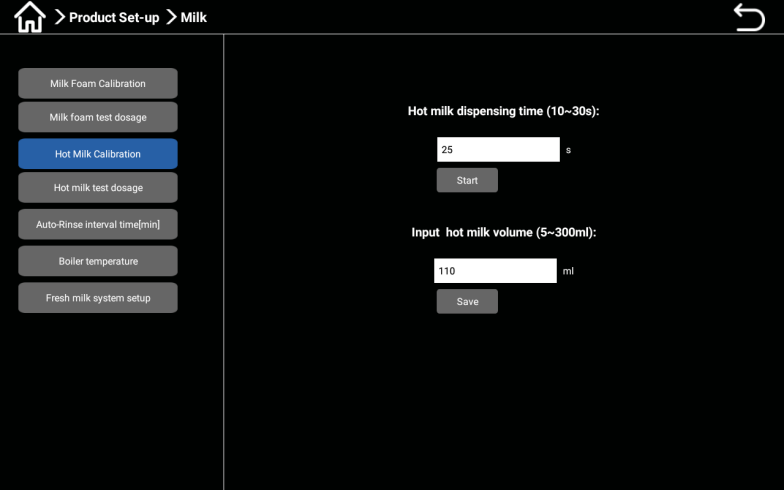 Product Set-up
Milk
Milk Foam Calibration
Milk foam test dosage
Hot Milk Calibration
Hot milk test dosage
Auto-Rinse interval time[min]
Boiler temperature
Fresh milk system setup
Hot milk dispensing time (10~30s):
25 s
Start
Input  hot milk volume (5~300ml):
110 ml
Save